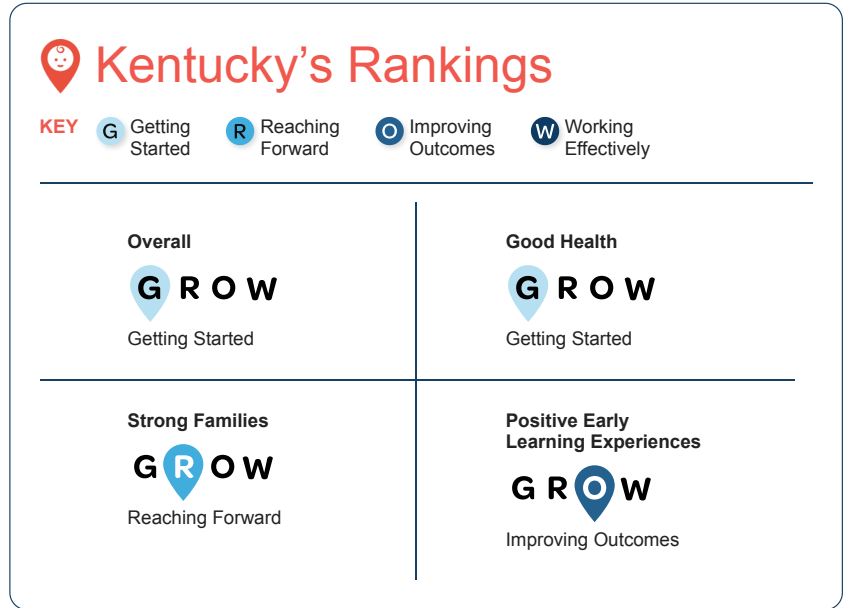 Kentucky’s Rankings
KEY
G Getting Started
R Reaching Forward
O Improving Outcomes
W Working Effectively
Overall
GROW
Getting Started
Good Health
GROW
Getting Started
Strong Families
GROW
Reaching Forward
Positive Early
Learning Experiences
GROW
Improving Outcomes